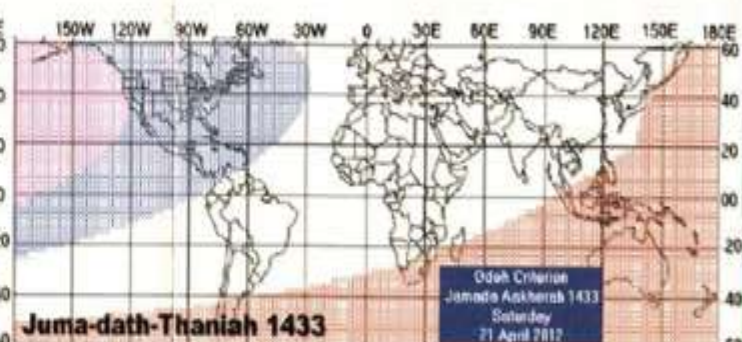 150W 120W 90W 60W 30W 0 30E 60E 90E 120E 150E 180E
60
40
20
00
20
40
Juma-dath-Thaniah 1433
Odeh Criterion
Jamada Aakherah 1433
Saturday
21 April 2012